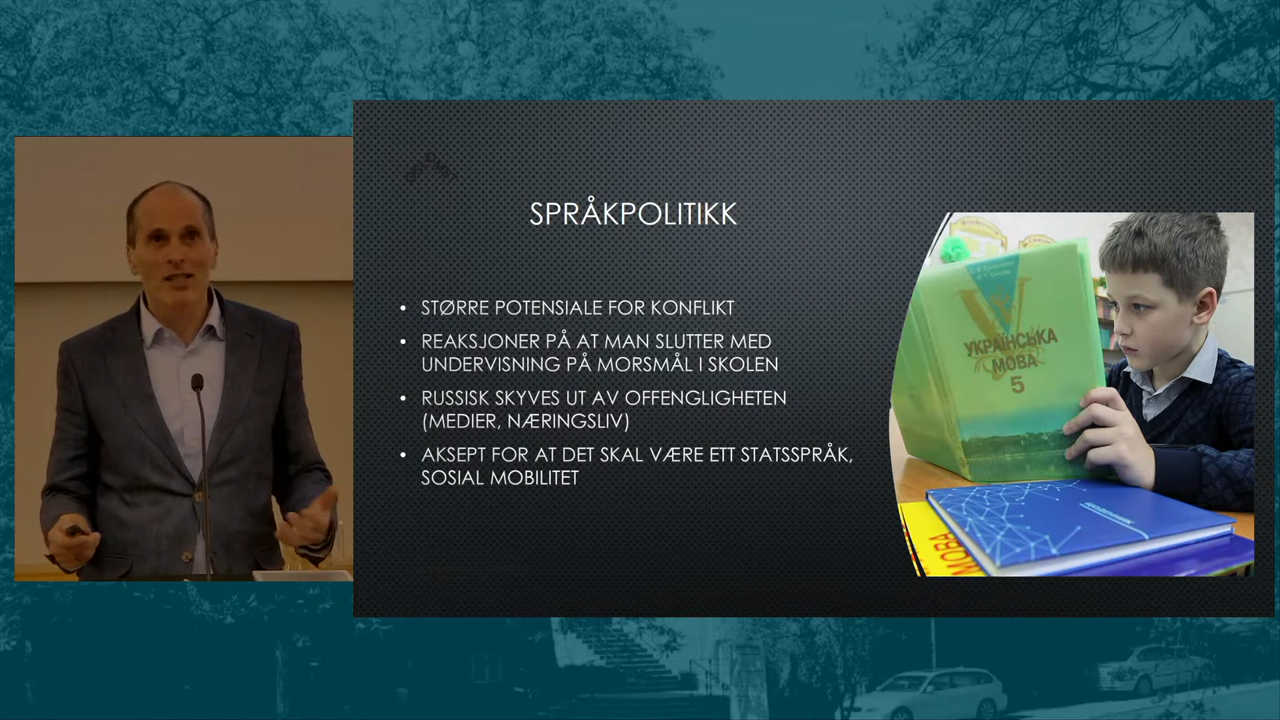 SPRÅKPOLITIKK
• STØRRE POTENSIALE FOR KONFLIKT
• REAKSJONER PÅ AT MAN SLUTTER MED
UNDERVISNING PÅ MORSMÅL I SKOLEN
• RUSSISK SKYVES UT AV OFFENGLIGHETEN
(MEDIER, NÆRINGSLIV)
• AKSEPT FOR AT DET SKAL VÆRE ETT STATSSPRÅK,
SOSIAL MOBILITET
УКРАЇНСЬКА
МОВА
5
МОВА